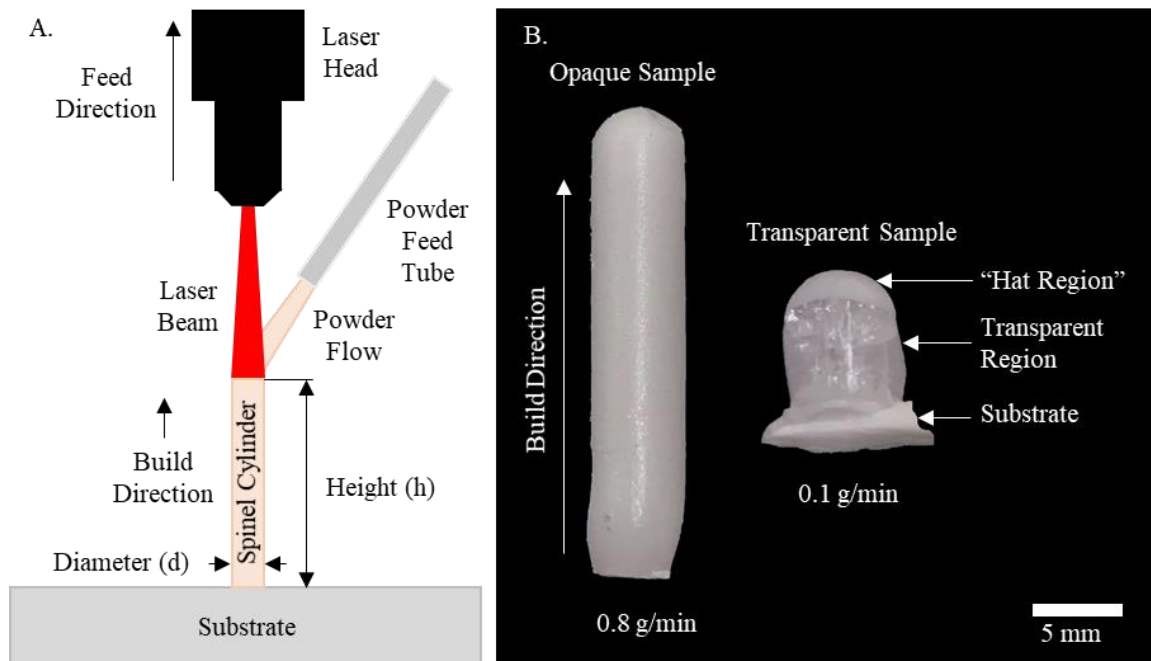 A.
Laser
Head
Feed
Direction
Powder
Feed
Tube
Laser
Beam
Powder
Flow
Build
Direction
Spinel Cylinder
Height (h)
Diameter (d)
Substrate
B.
Opaque Sample
Build Direction
Transparent Sample
“Hat Region”
Transparent
Region
Substrate
0.1 g/min
0.8 g/min
5 mm